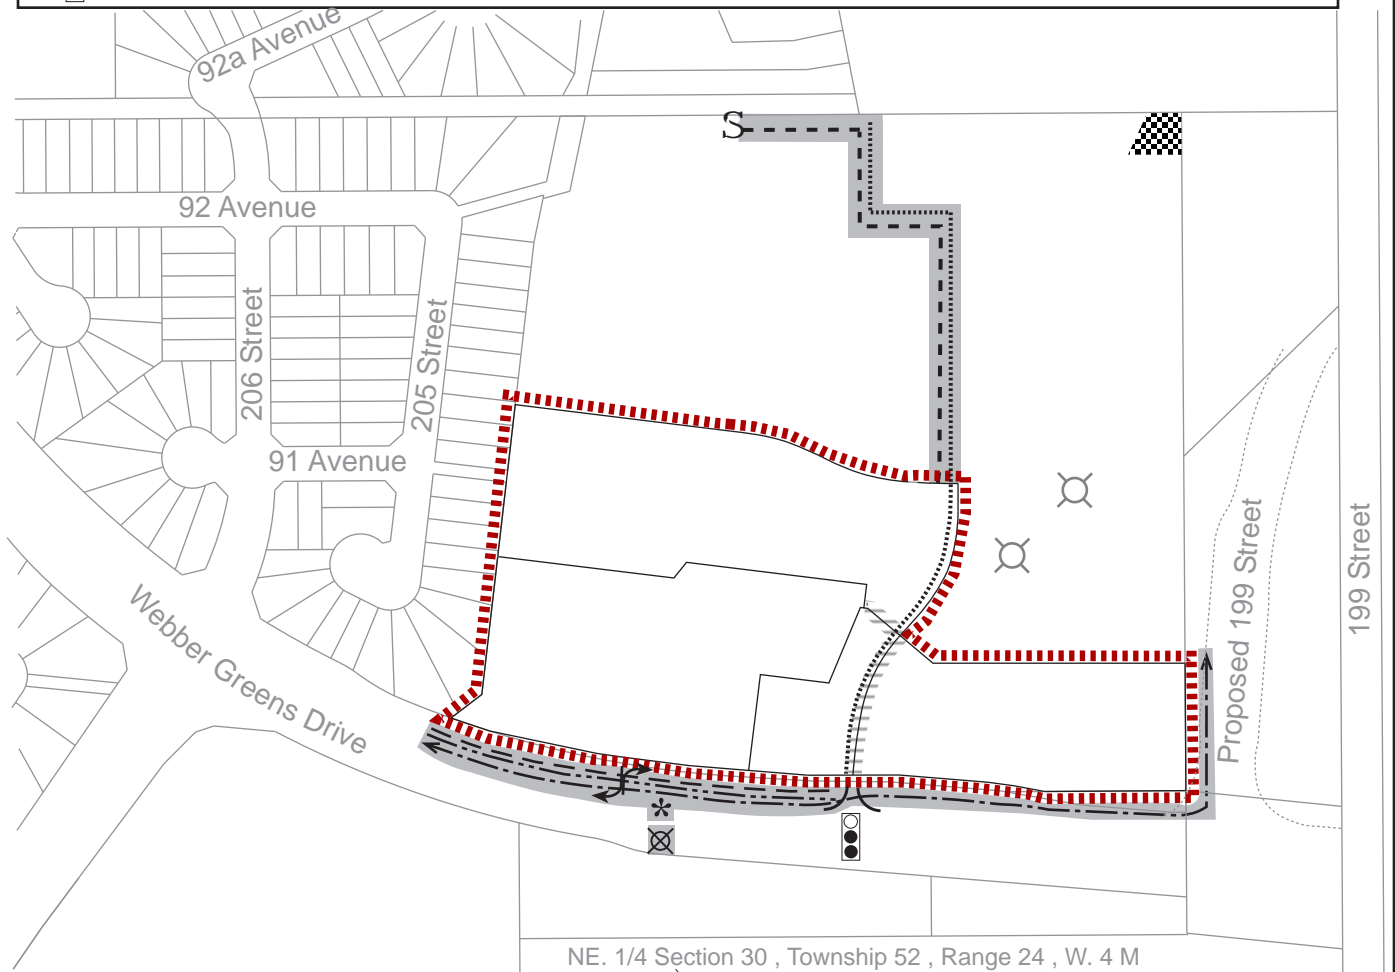 92a Avenue
S
92 Avenue
206 Street
205 Street
91 Avenue
Webber Greens Drive
Proposed 199 Street
199 Street
*
NE. 1/4 Section 30 , Township 52 , Range 24 , W. 4 M